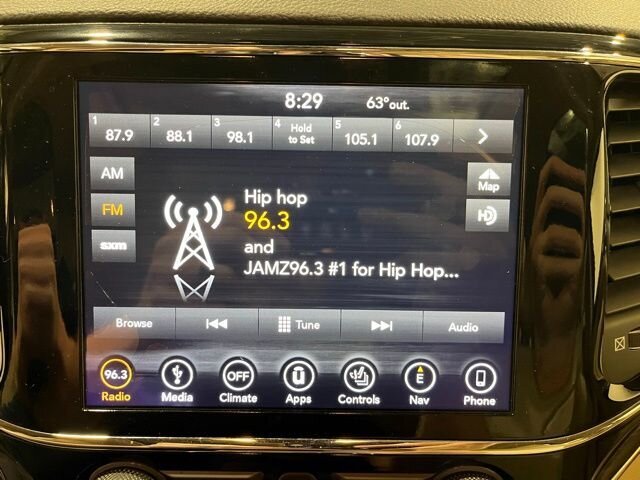 8:29 63°out.
1 87.9 2 88.1 3 98.1 4 Hold to Set 5 105.1 6 107.9
AM
FM
sxm
Hip hop
96.3
and
JAMZ96.3 #1 for Hip Hop...
Map
HD
Browse Tune Audio
96.3 OFF E
Radio Media Climate Apps Controls Nav Phone